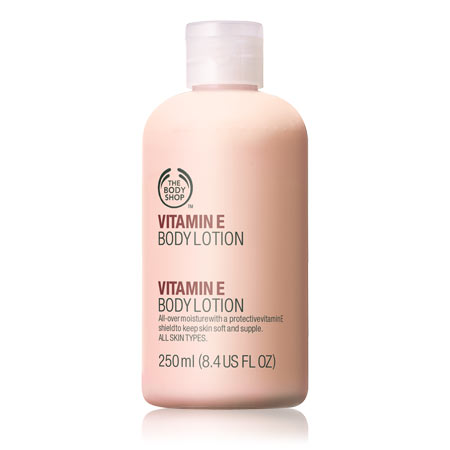 THE
BODY
SHOP
™
VITAMIN E
BODY LOTION
VITAMIN E
BODY LOTION
All-over moisture with a protective vitamin E
shield to keep skin soft and supple.
ALL SKIN TYPES.
250 ml (8.4 US FL OZ)